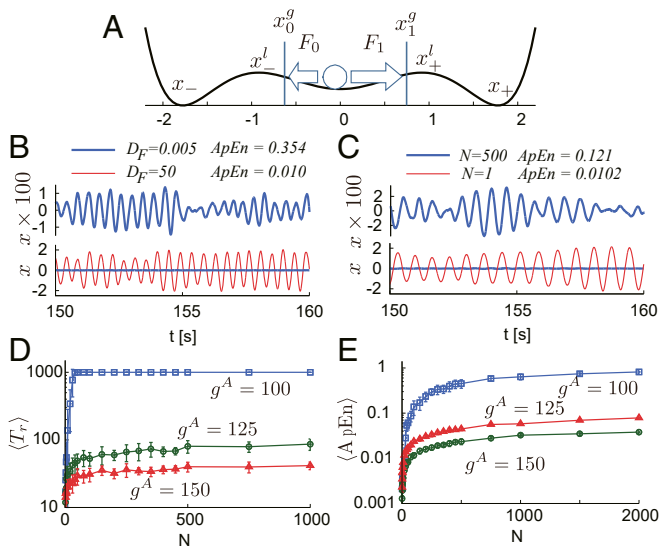 A
x_0^g
x_1^g
x_-
x_-^l
F_0
F_1
x_+^l
x_+
-2 -1 0 1 2
B
D_F=0.005 ApEn = 0.354
D_F=50 ApEn = 0.010
x × 100
1
0
-1
x
2
0
-2
150 155 160
t [s]
C
N=500 ApEn = 0.121
N=1 ApEn = 0.0102
x × 100
2
0
-2
x
2
0
-2
150 155 160
t [s]
D
⟨T_r⟩
1000
100
10
g^A = 100
g^A = 125
g^A = 150
0 500 1000
N
E
⟨A pEn⟩
1
0.1
0.01
0.001
g^A = 100
g^A = 125
g^A = 150
0 500 1000 1500 2000
N